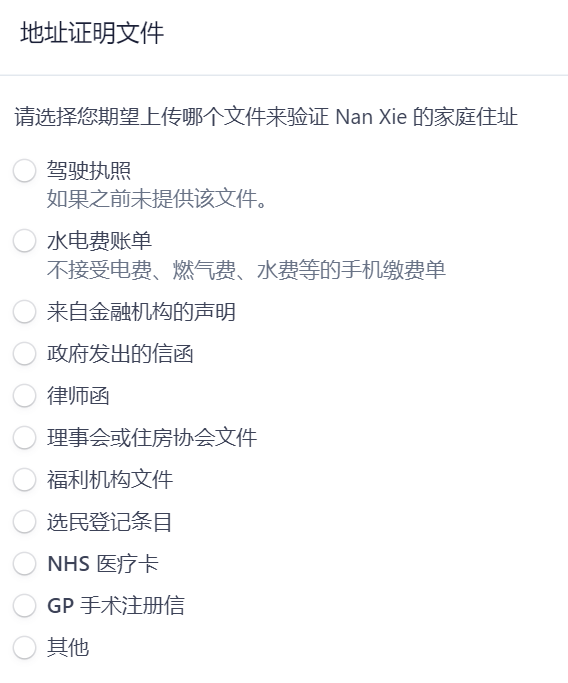 地址证明文件
请选择您期望上传哪个文件来验证 Nan Xie 的家庭住址
驾驶执照
如果之前未提供该文件。
水电费账单
不接受电费、燃气费、水费等的手机缴费单
来自金融机构的声明
政府发出的信函
律师函
理事会或住房协会文件
福利机构文件
选民登记条目
NHS 医疗卡
GP 手术注册信
其他